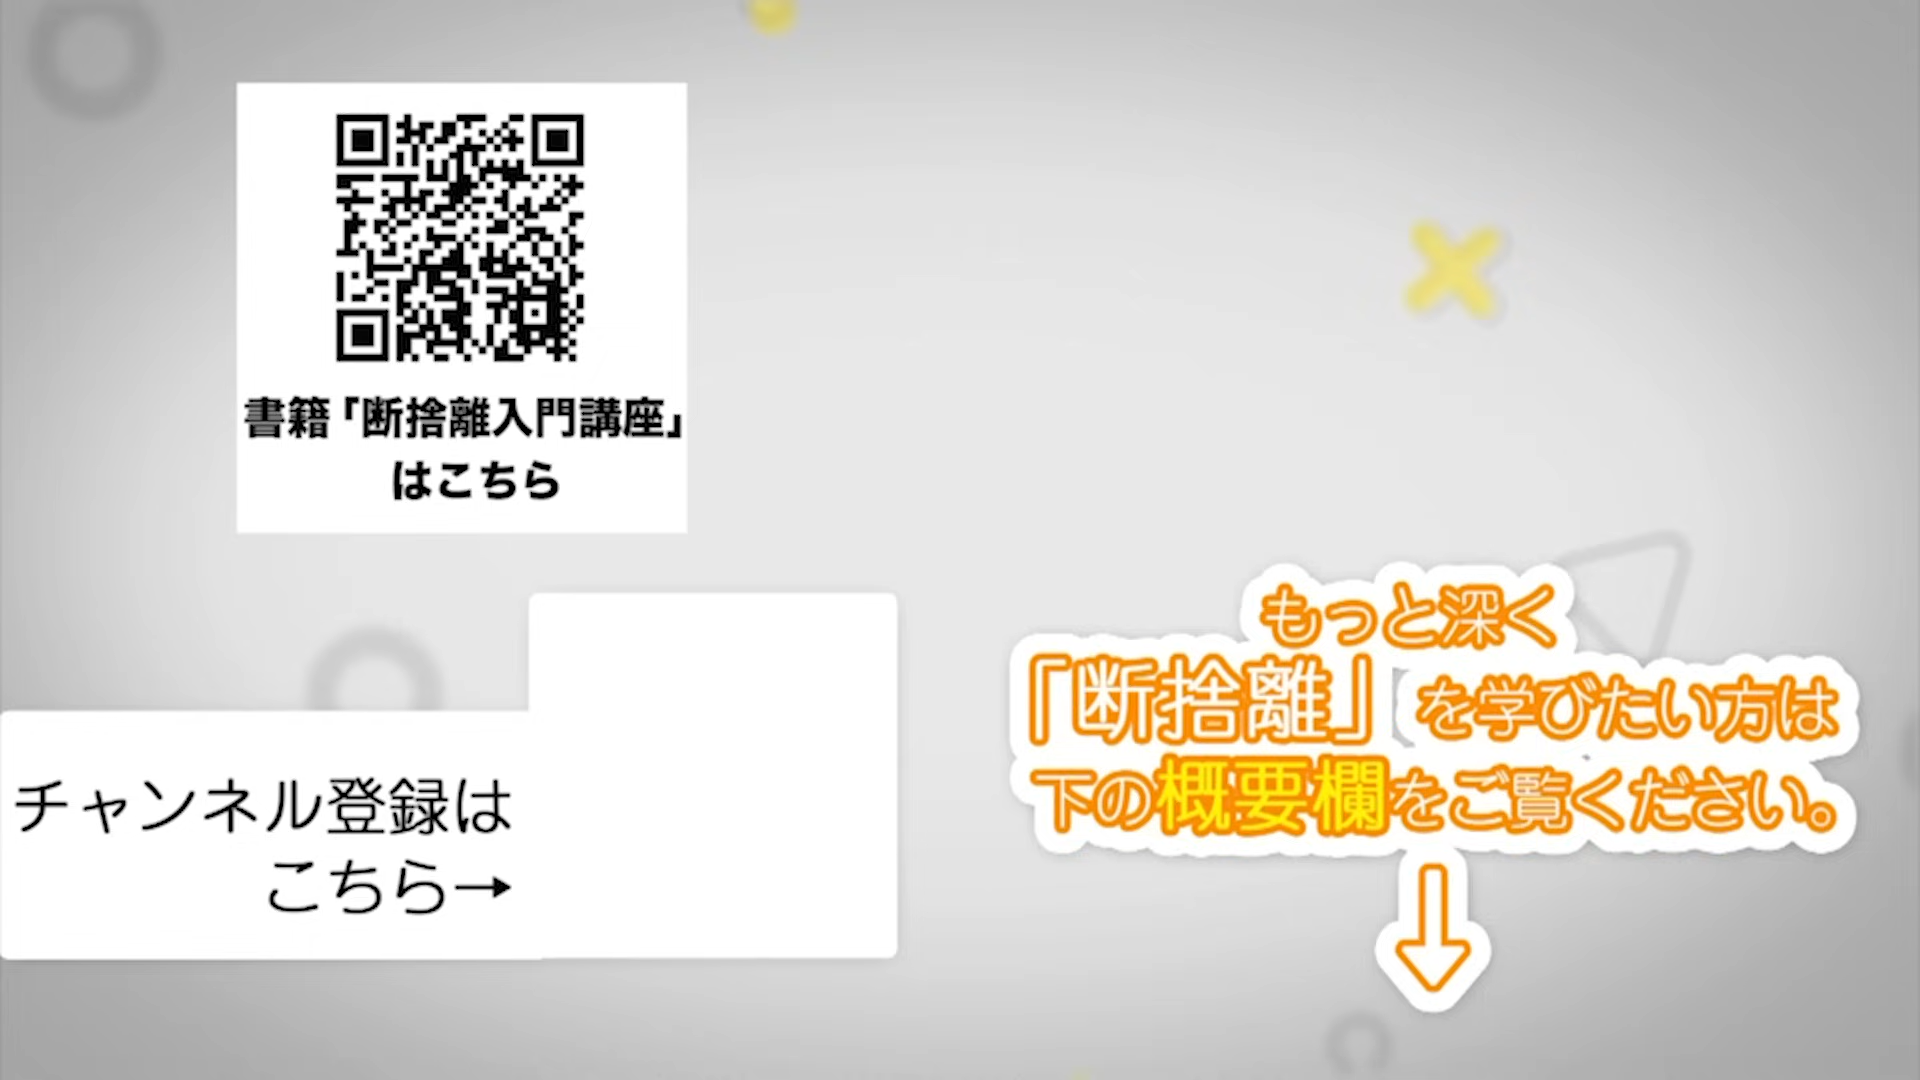 書籍「断捨離入門講座」
はこちら
チャンネル登録は
こちら→
もっと深く
「断捨離」を学びたい方は
下の概要欄をご覧ください。
↓